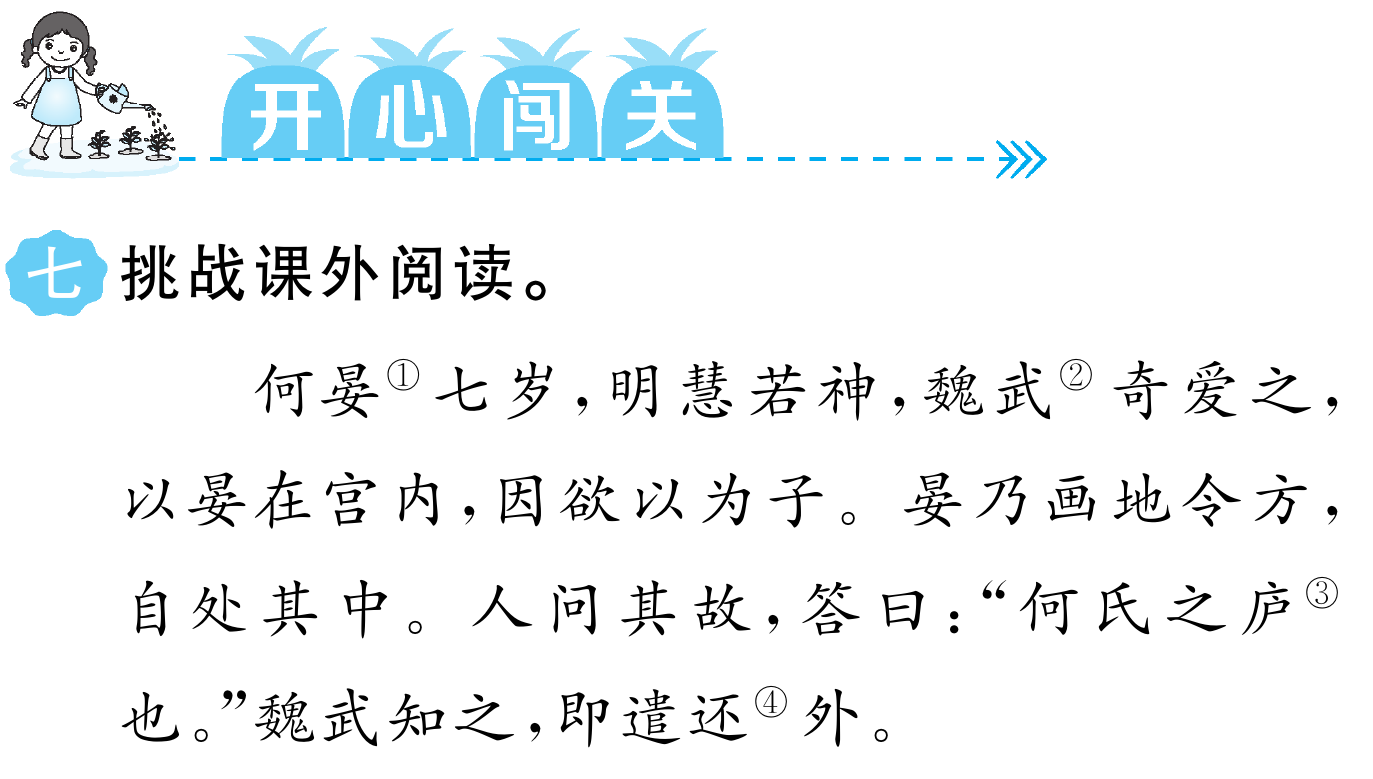 开心闯关
七 挑战课外阅读。
何晏①七岁,明慧若神,魏武②奇爱之,
以晏在宫内,因欲以为子。晏乃画地令方,
自处其中。人问其故,答曰:“何氏之庐③
也。”魏武知之,即遣还④外。